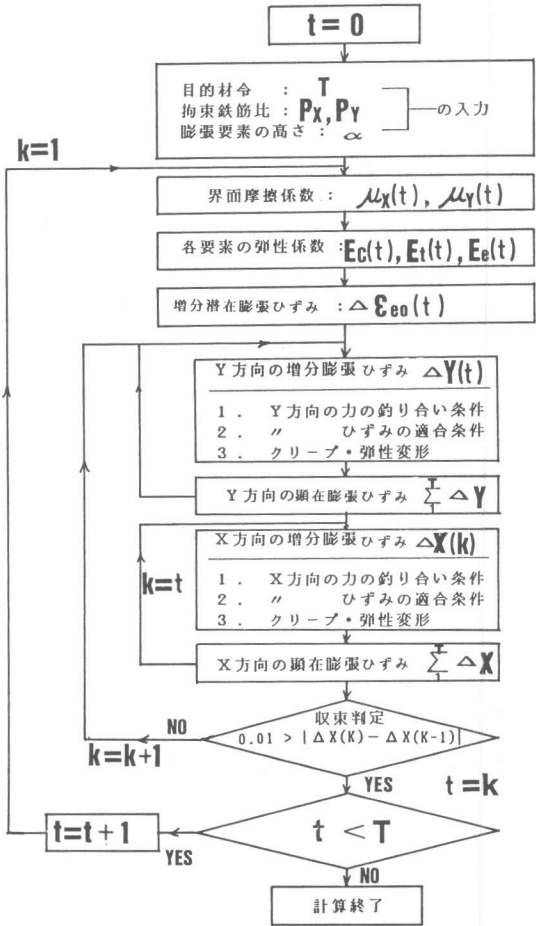 t = 0
目的材令 : T
拘束鉄筋比 : PX, PY
膨張要素の高さ : α
の入力
k=1
界面摩擦係数 : μX(t), μY(t)
各要素の弾性係数 : EC(t), Et(t), Ee(t)
増分潜在膨張ひずみ : Δεeo(t)
Y方向の増分膨張ひずみ ΔY(t)
1. Y方向の力の釣り合い条件
2. 〃 ひずみの適合条件
3. クリープ・弾性変形
Y方向の顕在膨張ひずみ Σ ΔY
T
1
X方向の増分膨張ひずみ ΔX(k)
k=t
1. X方向の力の釣り合い条件
2. 〃 ひずみの適合条件
3. クリープ・弾性変形
X方向の顕在膨張ひずみ Σ ΔX
T
1
収束判定
0.01 > |ΔX(K)-ΔX(K-1)|
NO
k=k+1
YES
t=k
t < T
t=t+1
YES
NO
計算終了